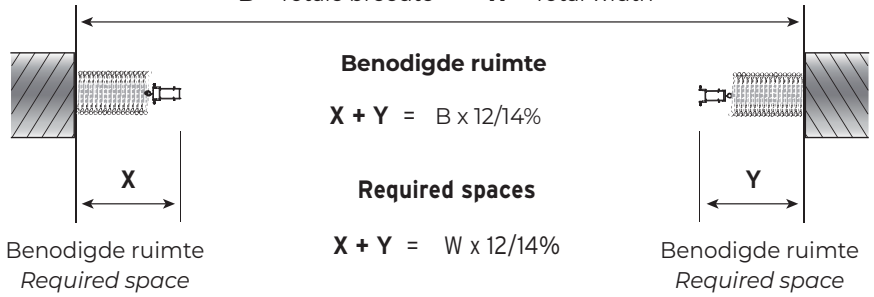 Benodigde ruimte
X + Y = B x 12/14%
X
Y
Required spaces
X + Y = W x 12/14%
Benodigde ruimte
Required space
Benodigde ruimte
Required space